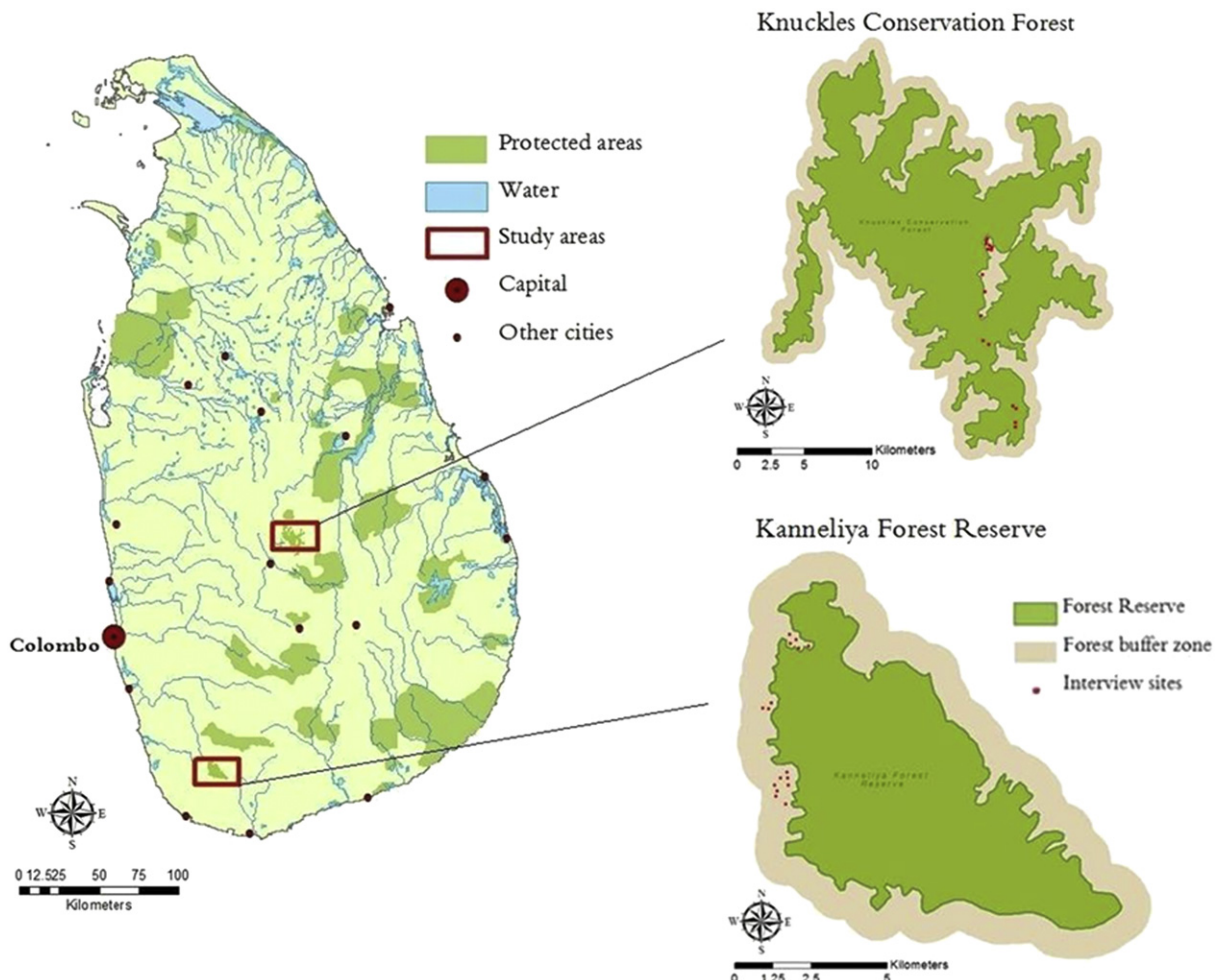 Knuckles Conservation Forest
Protected areas
Water
Study areas
Capital
Other cities
Colombo
N
W E
S
0 12.525 50 75 100
Kilometers
Knuckles Conservation
Forest
N
W E
S
Kilometers
0 2.5 5 10
Kanneliya Forest Reserve
Forest Reserve
Forest buffer zone
Interview sites
Kanneliya Forest
Reserve
N
W E
S
Kilometers
0 1.25 2.5 5